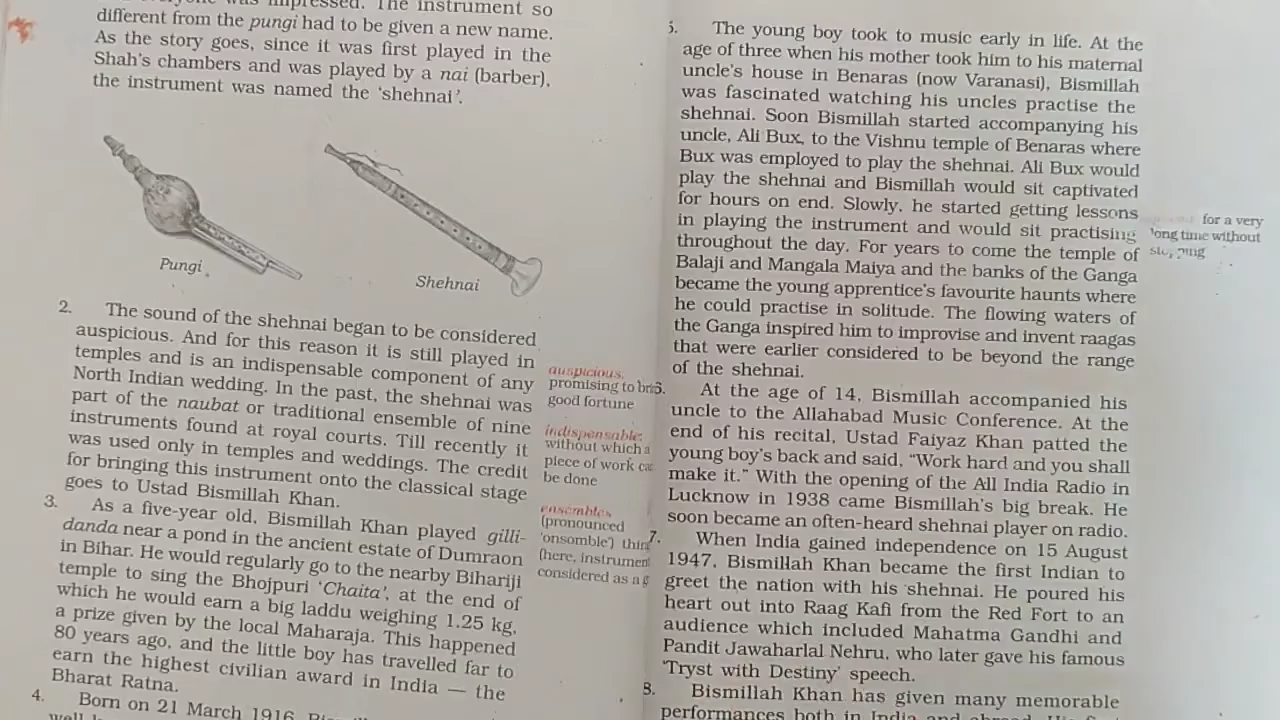 was impressed. The instrument so
different from the pungi had to be given a new name.
As the story goes, since it was first played in the
Shah's chambers and was played by a nai (barber),
the instrument was named the 'shehnai'.
Pungi
Shehnai
2. The sound of the shehnai began to be considered
auspicious. And for this reason it is still played in
temples and is an indispensable component of any
North Indian wedding. In the past, the shehnai was
part of the naubat or traditional ensemble of nine
instruments found at royal courts. Till recently it
was used only in temples and weddings. The credit
for bringing this instrument onto the classical stage
goes to Ustad Bismillah Khan.
3. As a five-year old, Bismillah Khan played gilli-
danda near a pond in the ancient estate of Dumraon
in Bihar. He would regularly go to the nearby Bihariji
temple to sing the Bhojpuri 'Chaita', at the end of
which he would earn a big laddu weighing 1.25 kg,
a prize given by the local Maharaja. This happened
80 years ago, and the little boy has travelled far to
earn the highest civilian award in India — the
Bharat Ratna.
4. Born on 21 March 1916,
auspicious:
promising to
good fortune
indispensable:
without which a
piece of work
be done
ensembles
(pronounced
'onsomble')
(here,
considered as a
5. The young boy took to music early in life. At the
age of three when his mother took him to his maternal
uncle's house in Benaras (now Varanasi), Bismillah
was fascinated watching his uncles practise the
shehnai. Soon Bismillah started accompanying his
uncle, Ali Bux, to the Vishnu temple of Benaras where
Bux was employed to play the shehnai. Ali Bux would
play the shehnai and Bismillah would sit captivated
for hours on end. Slowly, he started getting lessons
in playing the instrument and would sit practising
throughout the day. For years to come the temple of
Balaji and Mangala Maiya and the banks of the Ganga
became the young apprentice's favourite haunts where
he could practise in solitude. The flowing waters of
the Ganga inspired him to improvise and invent raagas
that were earlier considered to be beyond the range
of the shehnai.
for a very
long time without
6. At the age of 14, Bismillah accompanied his
uncle to the Allahabad Music Conference. At the
end of his recital, Ustad Faiyaz Khan patted the
young boy's back and said, "Work hard and you shall
make it." With the opening of the All India Radio in
Lucknow in 1938 came Bismillah's big break. He
soon became an often-heard shehnai player on radio.
7. When India gained independence on 15 August
1947, Bismillah Khan became the first Indian to
greet the nation with his shehnai. He poured his
heart out into Raag Kafi from the Red Fort to an
audience which included Mahatma Gandhi and
Pandit Jawaharlal Nehru, who later gave his famous
'Tryst with Destiny' speech.
8. Bismillah Khan has given many memorable
performances both in India and abroad. His